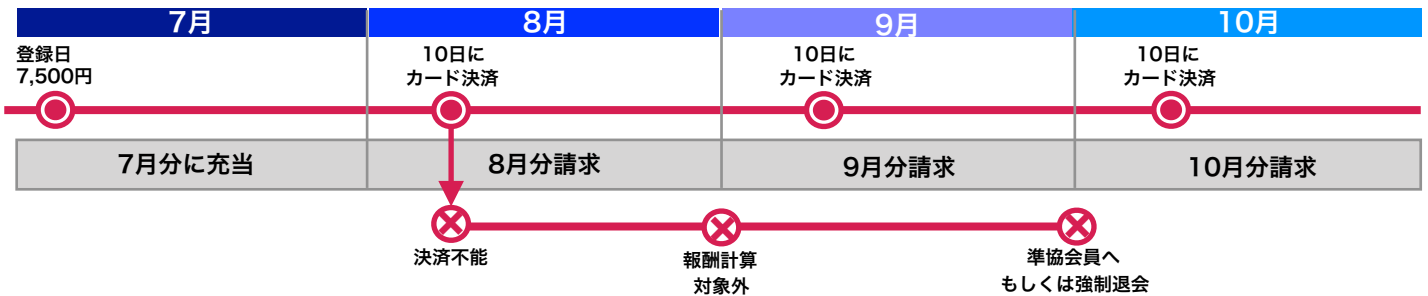 7月
8月
9月
10月
登録日
7,500円
10日に
カード決済
10日に
カード決済
10日に
カード決済
7月分に充当
8月分請求
9月分請求
10月分請求
決済不能
報酬計算
対象外
準協会員へ
もしくは強制退会